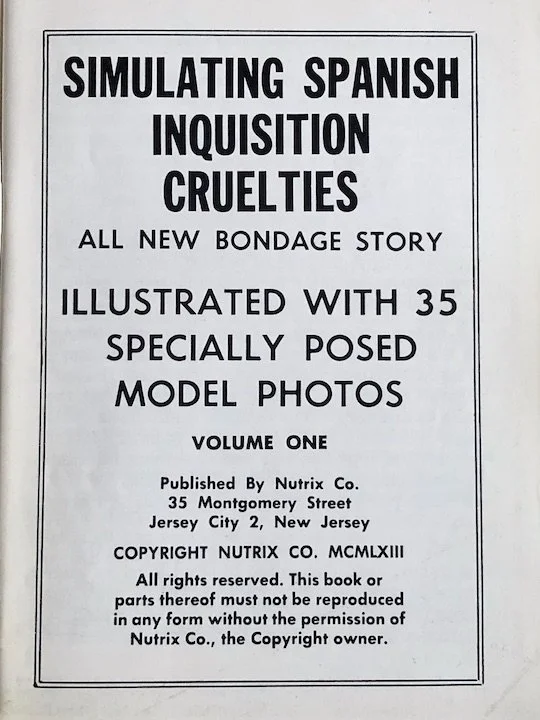 SIMULATING SPANISH
INQUISITION
CRUELTIES
ALL NEW BONDAGE STORY
ILLUSTRATED WITH 35
SPECIALLY POSED
MODEL PHOTOS
VOLUME ONE
Published By Nutrix Co.
35 Montgomery Street
Jersey City 2, New Jersey
COPYRIGHT NUTRIX CO. MCMLXIII
All rights reserved. This book or
parts thereof must not be reproduced
in any form without the permission of
Nutrix Co., the Copyright owner.